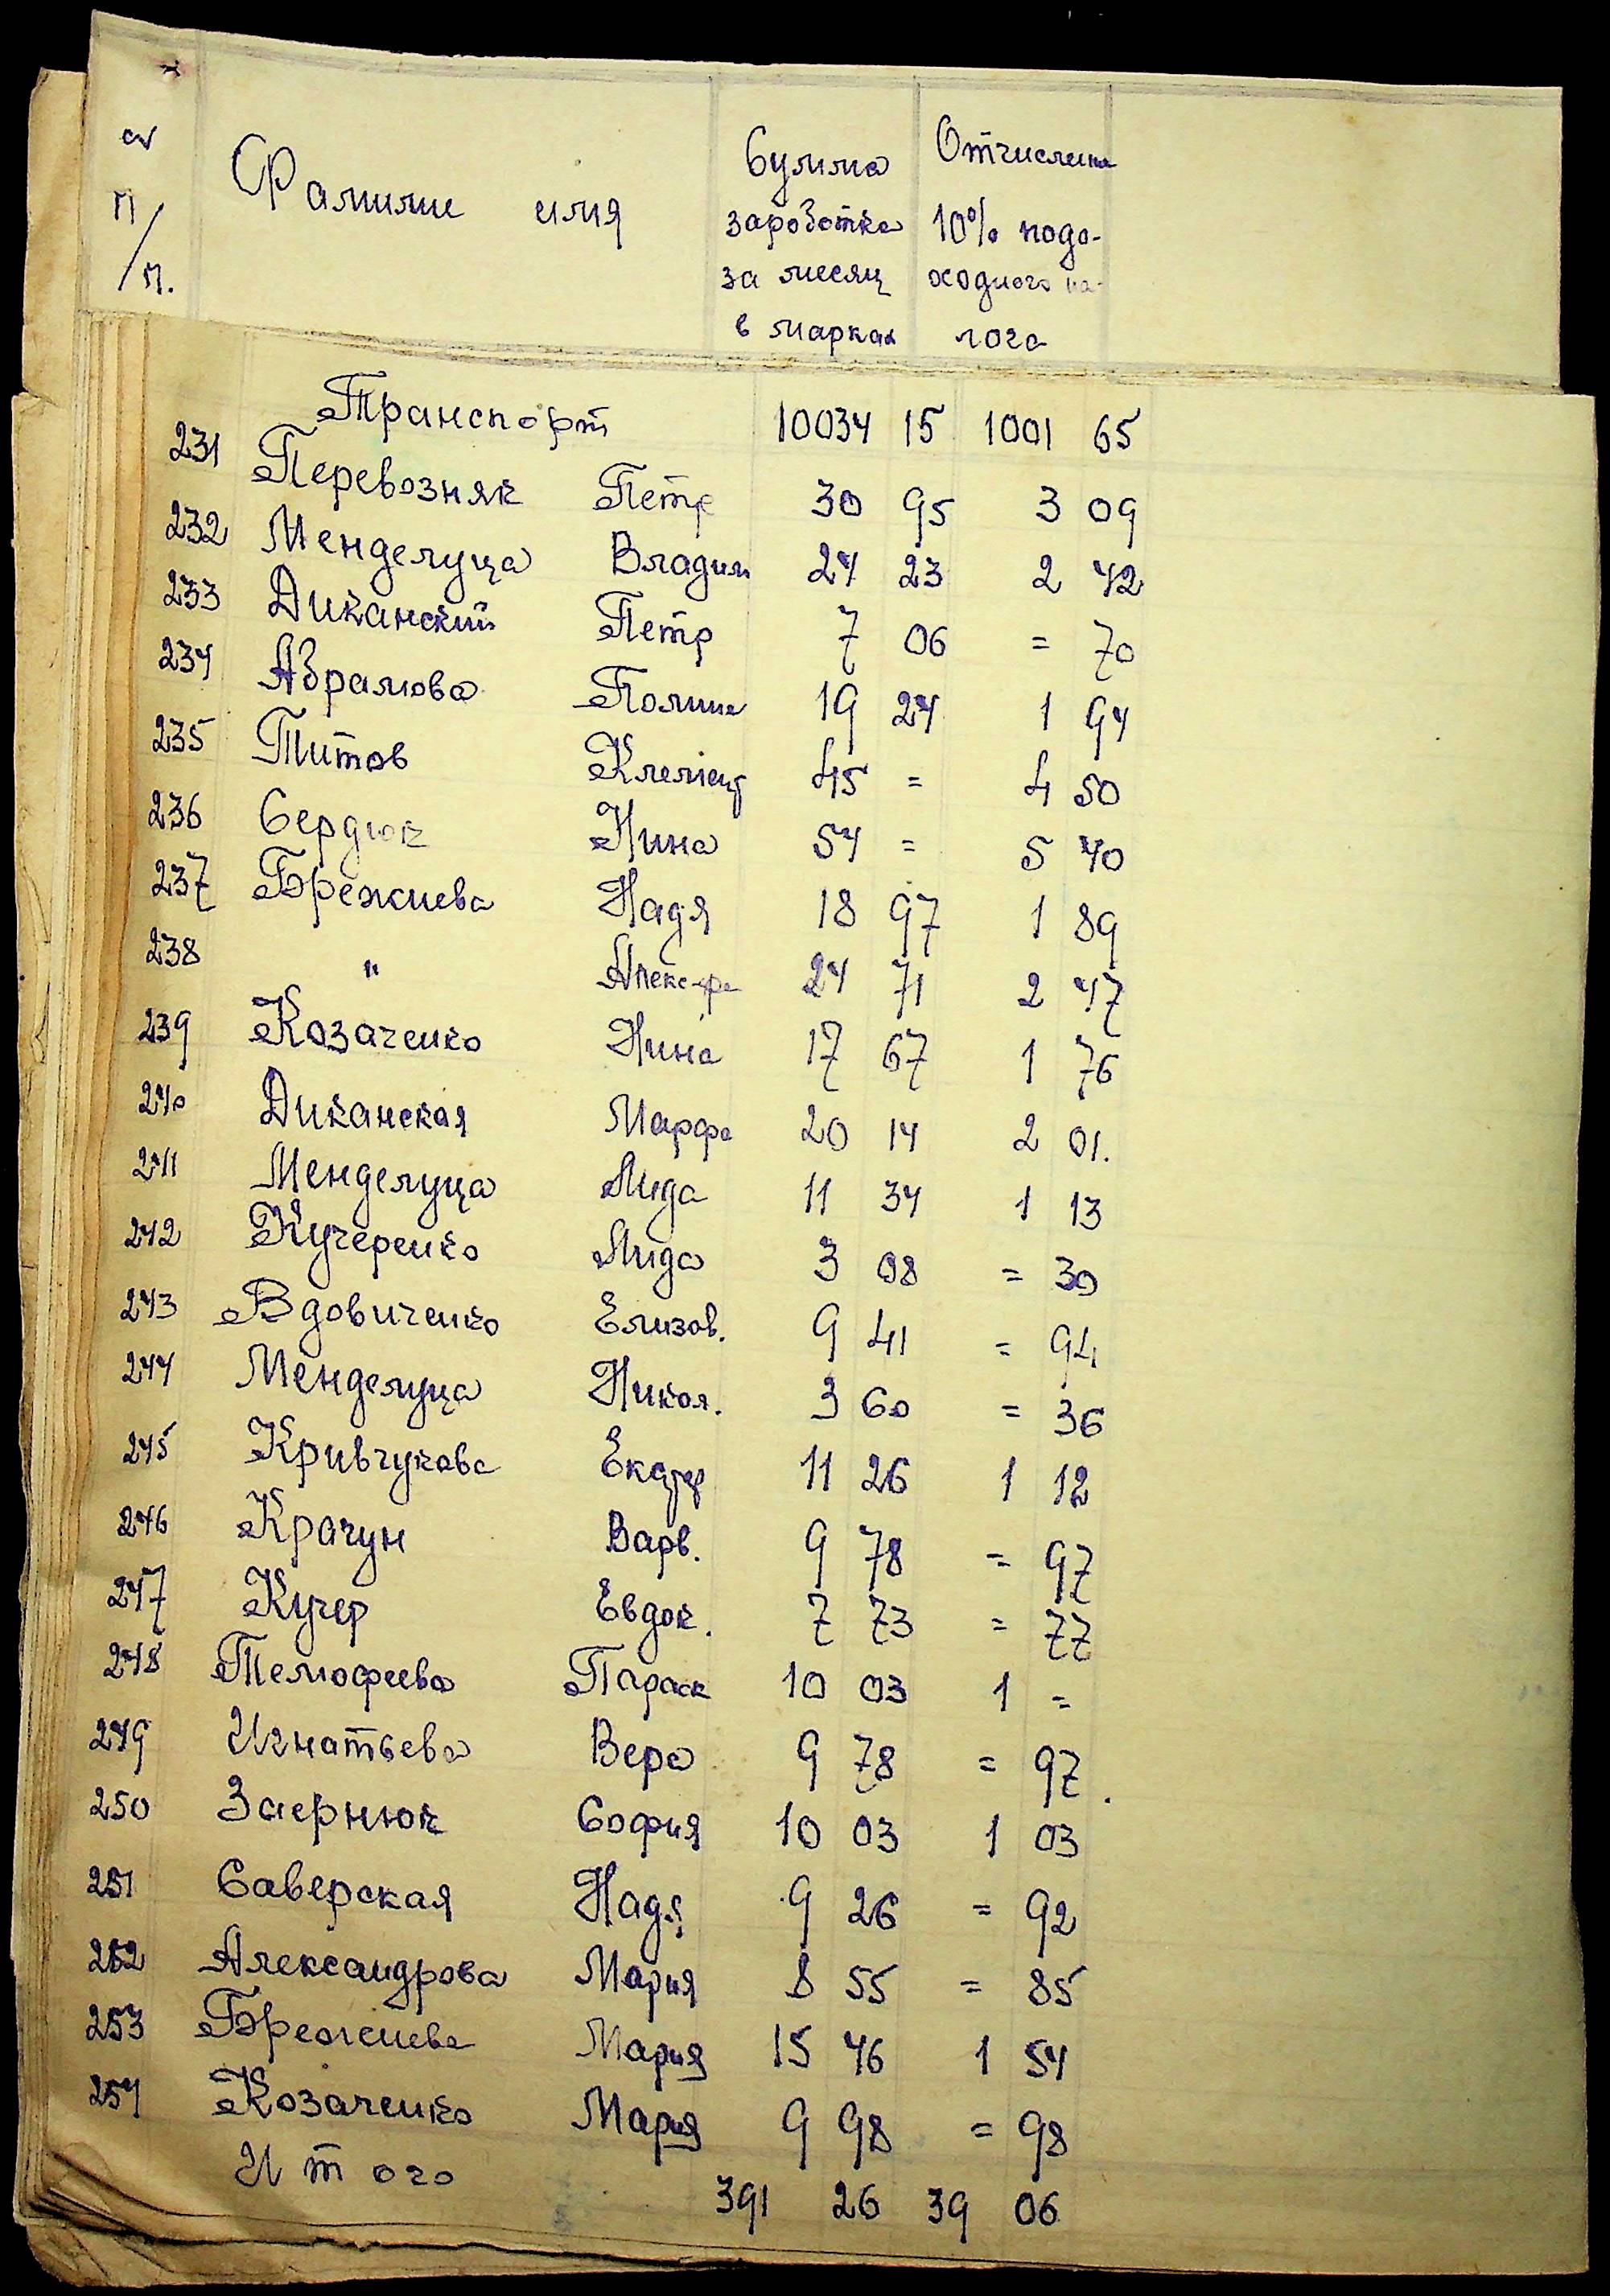 № п/п. Фамилие имя Сумма заработка за месяц в марках Отчисления 10% подоходного налога
Транспорт 10034 15 1001 65
231 Перевозняк Петр 30 95 3 09
232 Менделуца Владим 24 23 2 42
233 Диканский Петр 7 06 = 70
234 Абрамова Полина 19 24 1 94
235 Титов Клемент 45 = 4 50
236 Сердюк Нина 54 = 5 40
237 Брежнева Надя 18 97 1 89
238 " Алекс-ра 24 71 2 47
239 Козаченко Нина 17 67 1 76
240 Диканская Марфа 20 14 2 01.
241 Менделуца Лида 11 34 1 13
242 Кучеренко Лида 3 08 = 30
243 Вдовиченко Елизав. 9 41 = 94
244 Менделуца Никол. 3 60 = 36
245 Кривчукова Екатер 11 26 1 12
246 Крачун Варв. 9 78 = 97
247 Кучер Евдок. 7 73 = 77
248 Темофеева Параск 10 03 1 =
249 Игнатьева Вера 9 78 = 97.
250 Заернюк София 10 03 1 03
251 Саверская Надя 9 26 = 92
252 Александрова Мария 8 55 = 85
253 Брежнева Мария 15 46 1 54
254 Козаченко Мария 9 98 = 98
Итого 391 26 39 06